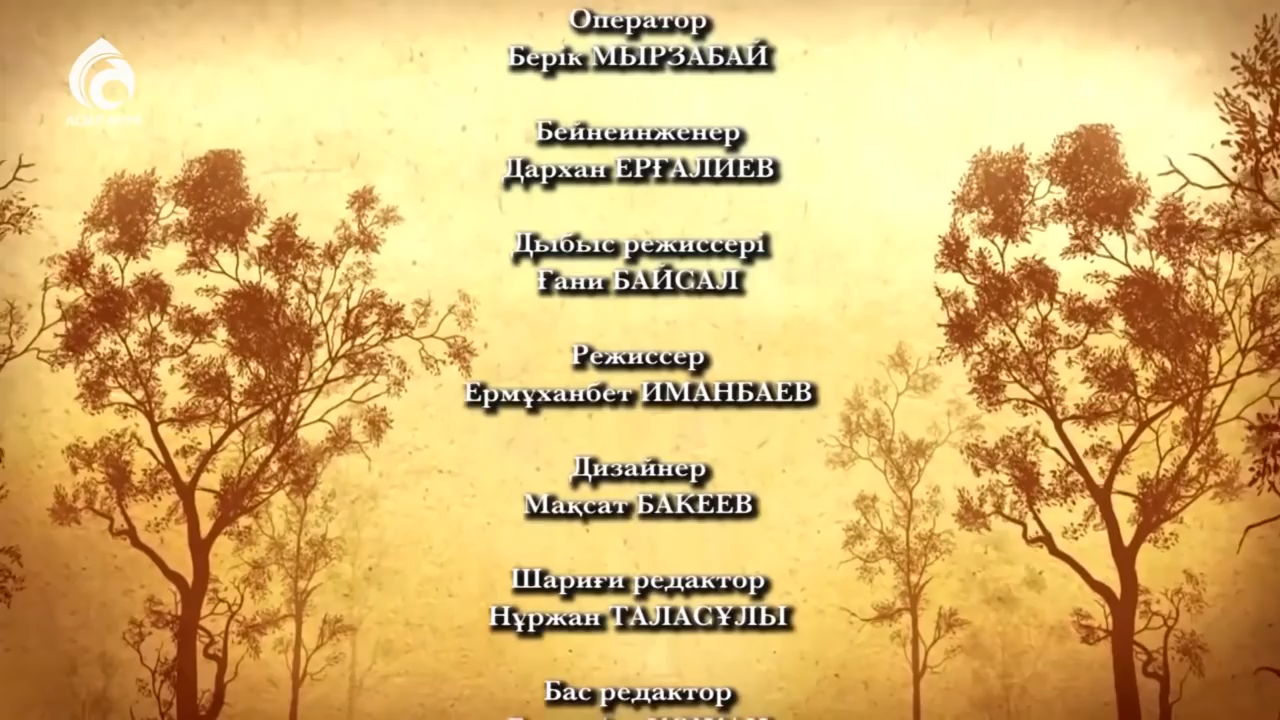 Оператор
Берік МЫРЗАБАЙ
Бейнеинженер
Дархан ЕРҒАЛИЕВ
Дыбыс режиссері
Ғани БАЙСАЛ
Режиссер
Ермұханбет ИМАНБАЕВ
Дизайнер
Мақсат БАКЕЕВ
Шариғи редактор
Нұржан ТАЛАСҰЛЫ
Бас редактор